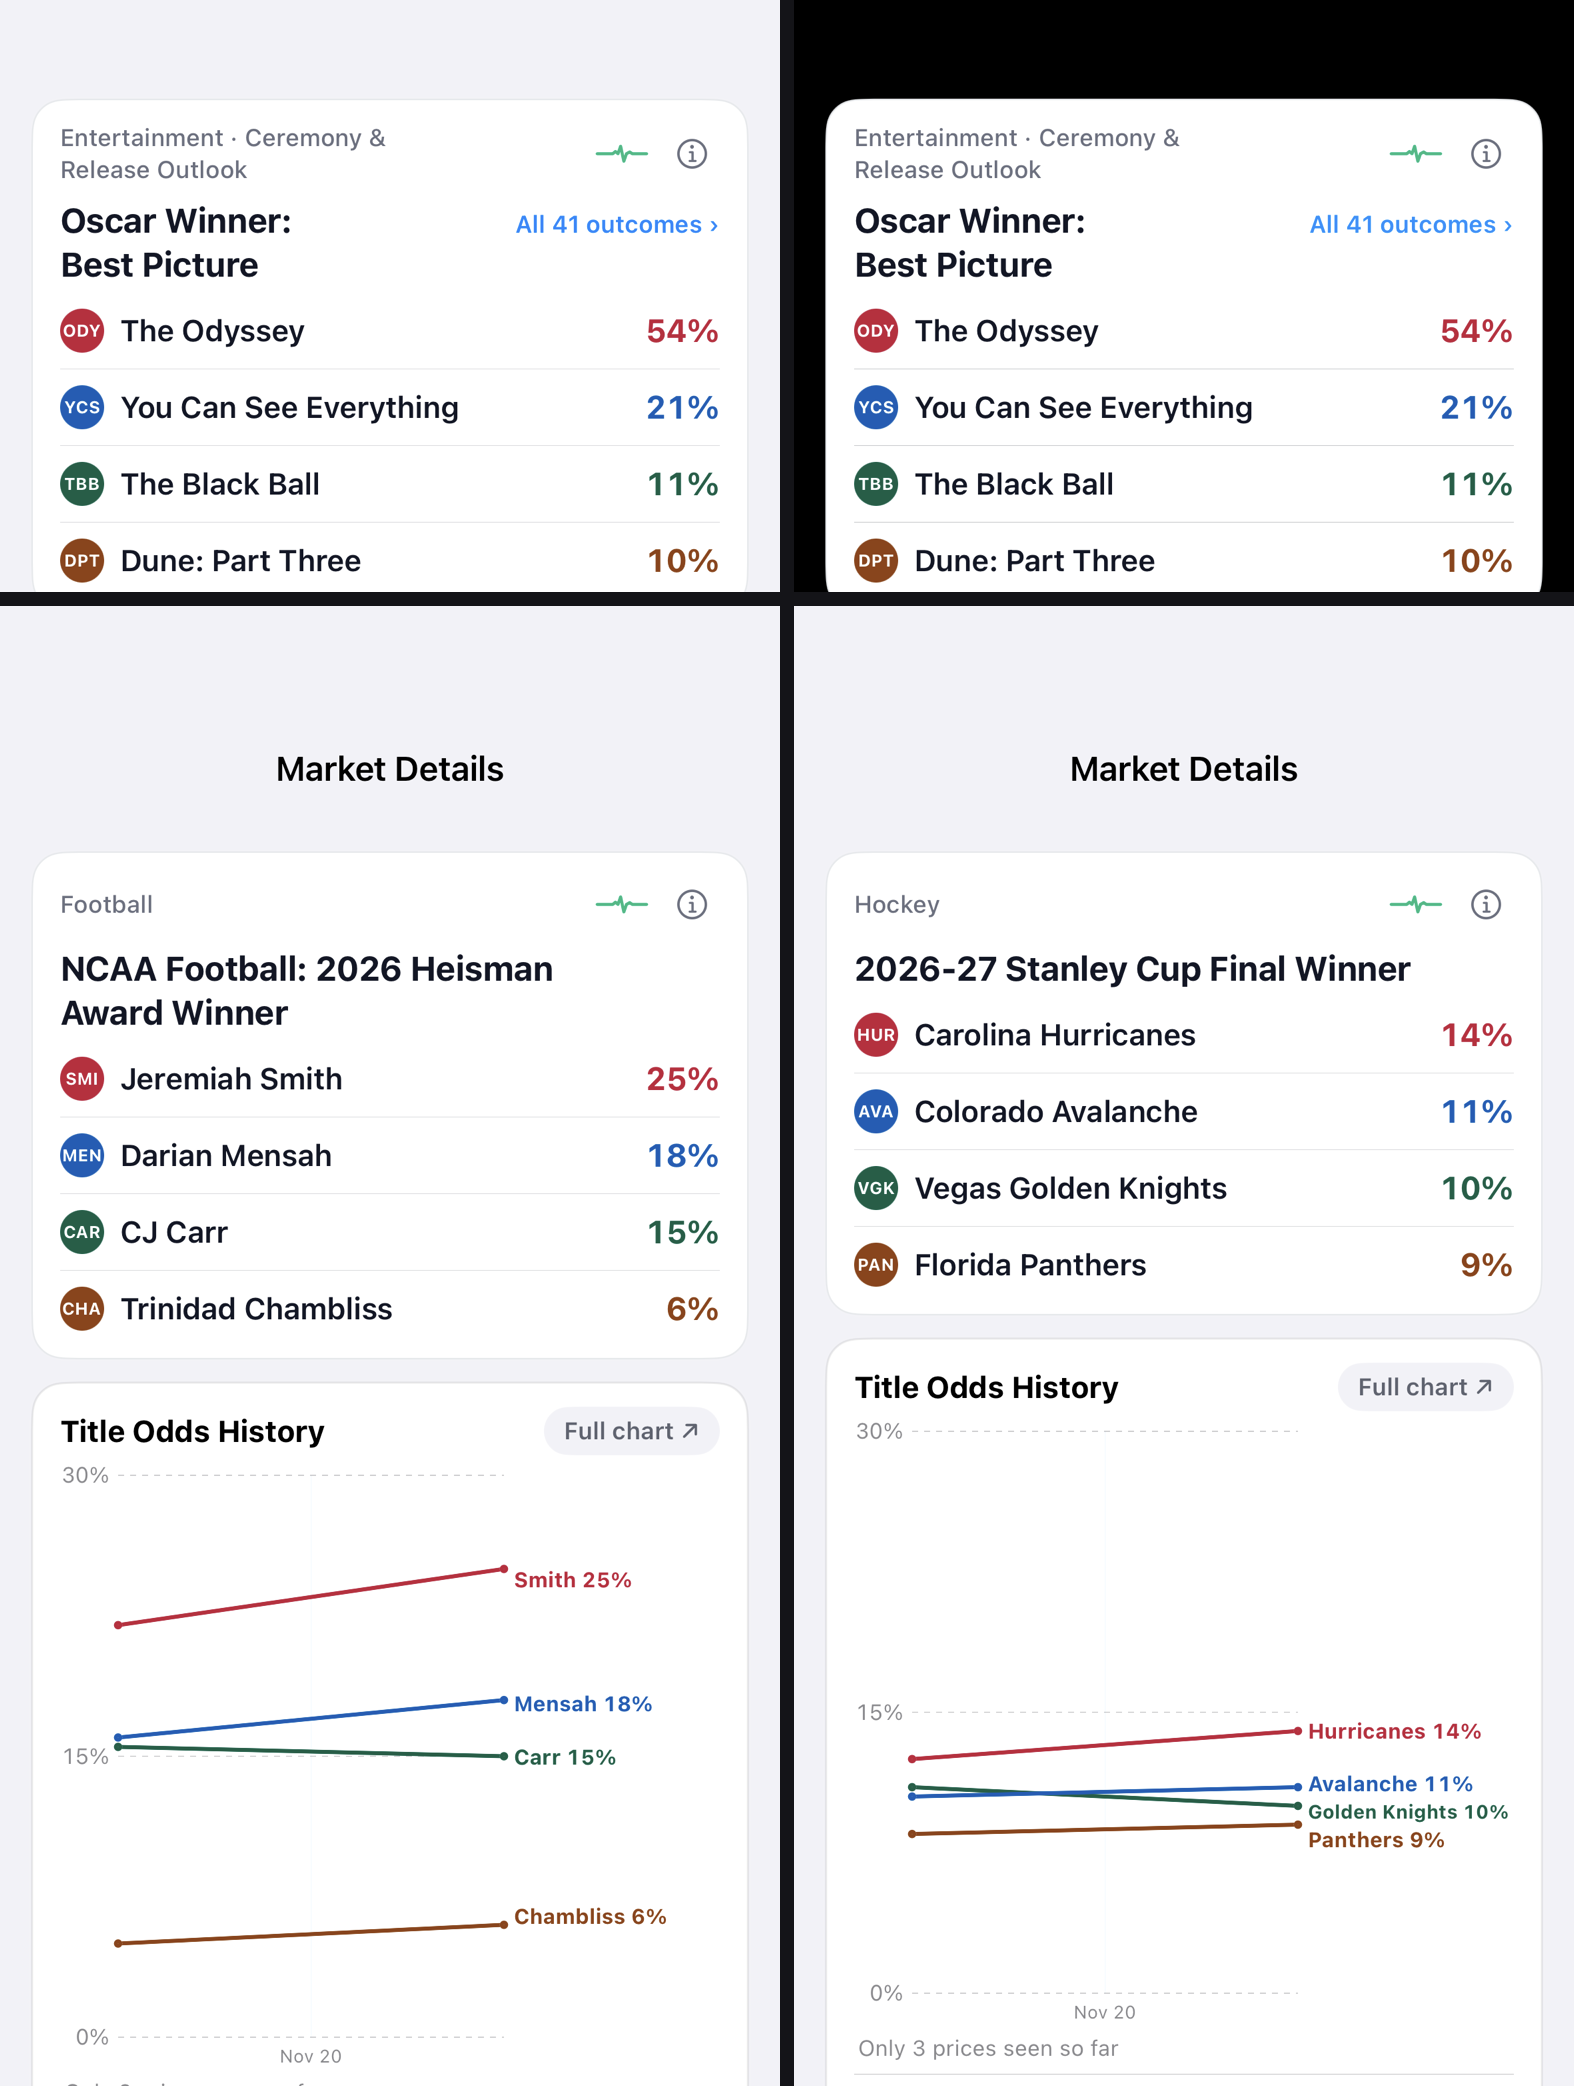 Entertainment · Ceremony &
Release Outlook
Oscar Winner:
Best Picture
All 41 outcomes ›
ODY The Odyssey 54%
YCS You Can See Everything 21%
TBB The Black Ball 11%
DPT Dune: Part Three 10%
Entertainment · Ceremony &
Release Outlook
Oscar Winner:
Best Picture
All 41 outcomes ›
ODY The Odyssey 54%
YCS You Can See Everything 21%
TBB The Black Ball 11%
DPT Dune: Part Three 10%
Market Details
Football
NCAA Football: 2026 Heisman
Award Winner
SMI Jeremiah Smith 25%
MEN Darian Mensah 18%
CAR CJ Carr 15%
CHA Trinidad Chambliss 6%
Title Odds History
Full chart ↗
30%
Smith 25%
Mensah 18%
15%
Carr 15%
Chambliss 6%
0%
Nov 20
Market Details
Hockey
2026-27 Stanley Cup Final Winner
HUR Carolina Hurricanes 14%
AVA Colorado Avalanche 11%
VGK Vegas Golden Knights 10%
PAN Florida Panthers 9%
Title Odds History
Full chart ↗
30%
15%
Hurricanes 14%
Avalanche 11%
Golden Knights 10%
Panthers 9%
0%
Nov 20
Only 3 prices seen so far